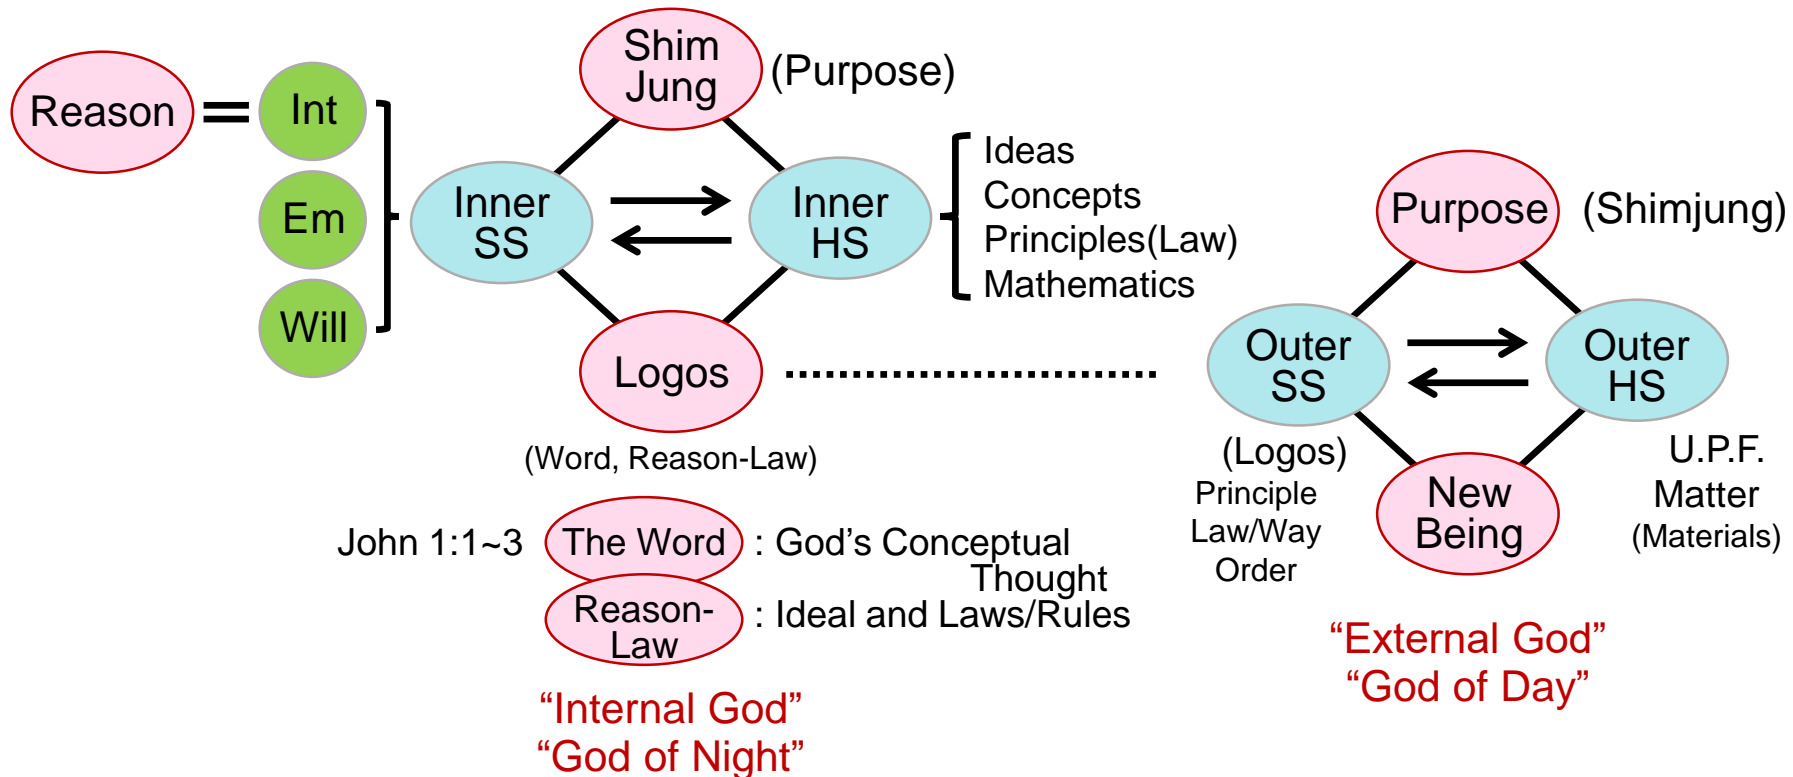 Reason
=
Int
Em
Will
Shim
Jung
(Purpose)
Inner
SS
Inner
HS
Ideas
Concepts
Principles(Law)
Mathematics
Logos
(Word, Reason-Law)
John 1:1~3
The Word
: God’s Conceptual
Thought
Reason-
Law
: Ideal and Laws/Rules
“Internal God”
“God of Night”
Purpose
(Shimjung)
Outer
SS
Outer
HS
(Logos)
Principle
Law/Way
Order
U.P.F.
Matter
(Materials)
New
Being
“External God”
“God of Day”